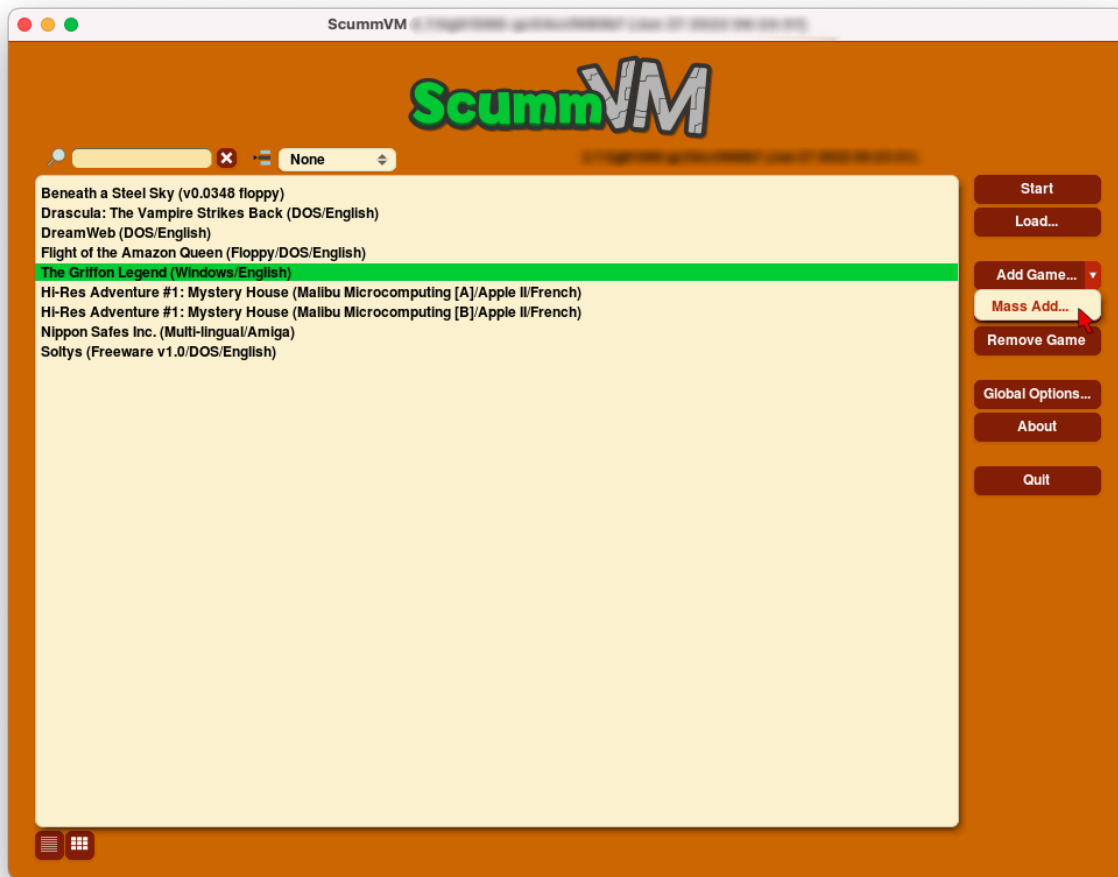 ScummVM
ScummVM
None
Beneath a Steel Sky (v0.0348 floppy)
Drascula: The Vampire Strikes Back (DOS/English)
DreamWeb (DOS/English)
Flight of the Amazon Queen (Floppy/DOS/English)
The Griffon Legend (Windows/English)
Hi-Res Adventure #1: Mystery House (Malibu Microcomputing [A]/Apple II/French)
Hi-Res Adventure #1: Mystery House (Malibu Microcomputing [B]/Apple II/French)
Nippon Safes Inc. (Multi-lingual/Amiga)
Soltys (Freeware v1.0/DOS/English)
Start
Load...
Add Game...
Mass Add...
Remove Game
Global Options...
About
Quit